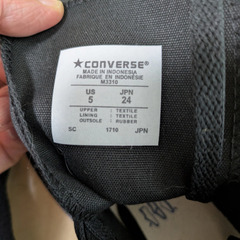 ★CONVERSE®
MADE IN INDONESIA
FABRIQUE EN INDONÉSIE
M3310
US JPN
5 24
UPPER : TEXTILE
LINING : TEXTILE
OUTSOLE : RUBBER
SC 1710 JPN